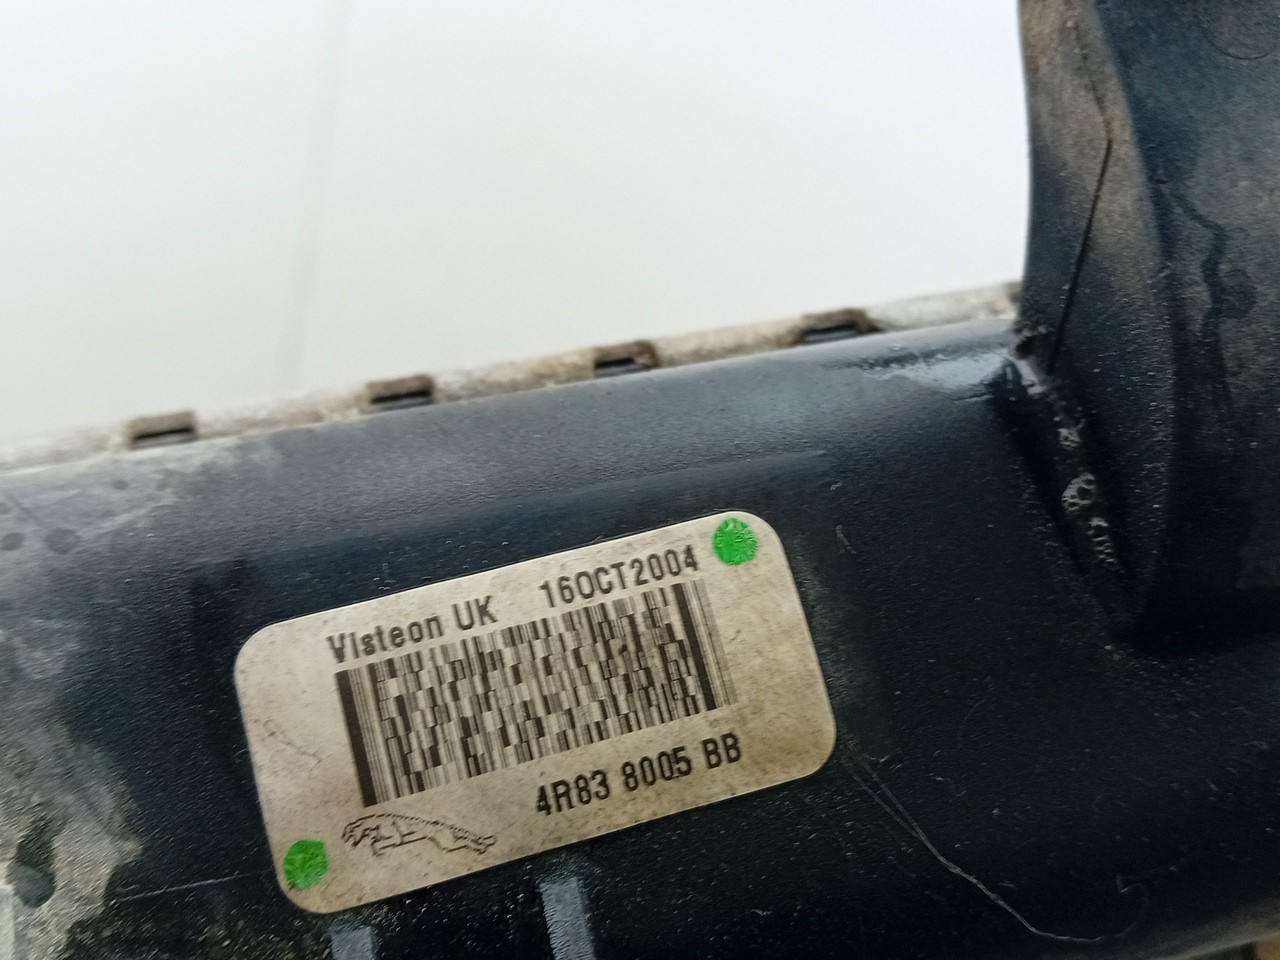 Visteon UK 16OCT2004
4R83 8005 BB